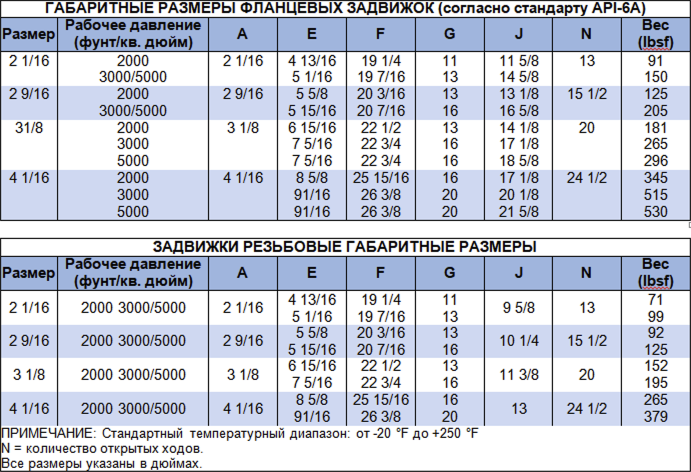 ГАБАРИТНЫЕ РАЗМЕРЫ ФЛАНЦЕВЫХ ЗАДВИЖОК (согласно стандарту API-6A)
Размер Рабочее давление (фунт/кв. дюйм) A E F G J N Вес (lbsf)
2 1/16 2000 2 1/16 4 13/16 19 1/4 11 11 5/8 13 91
3000/5000 5 1/16 19 7/16 13 14 5/8 150
2 9/16 2000 2 9/16 5 5/8 20 3/16 13 13 1/8 15 1/2 125
3000/5000 5 15/16 20 7/16 16 16 5/8 205
31/8 2000 3 1/8 6 15/16 22 1/2 13 14 1/8 20 181
3000 7 5/16 22 3/4 16 17 1/8 265
5000 7 5/16 22 3/4 16 18 5/8 296
4 1/16 2000 4 1/16 8 5/8 25 15/16 16 17 1/8 24 1/2 345
3000 91/16 26 3/8 20 20 1/8 515
5000 91/16 26 3/8 20 21 5/8 530
ЗАДВИЖКИ РЕЗЬБОВЫЕ ГАБАРИТНЫЕ РАЗМЕРЫ
Размер Рабочее давление (фунт/кв. дюйм) A E F G J N Вес (lbsf)
2 1/16 2000 3000/5000 2 1/16 4 13/16 19 1/4 11 9 5/8 13 71
5 1/16 19 7/16 13 99
2 9/16 2000 3000/5000 2 9/16 5 5/8 20 3/16 13 10 1/4 15 1/2 92
5 15/16 20 7/16 16 125
3 1/8 2000 3000/5000 3 1/8 6 15/16 22 1/2 13 11 3/8 20 152
7 5/16 22 3/4 16 195
4 1/16 2000 3000/5000 4 1/16 8 5/8 25 15/16 16 13 24 1/2 265
91/16 26 3/8 20 379
ПРИМЕЧАНИЕ: Стандартный температурный диапазон: от -20 °F до +250 °F
N = количество открытых ходов.
Все размеры указаны в дюймах.